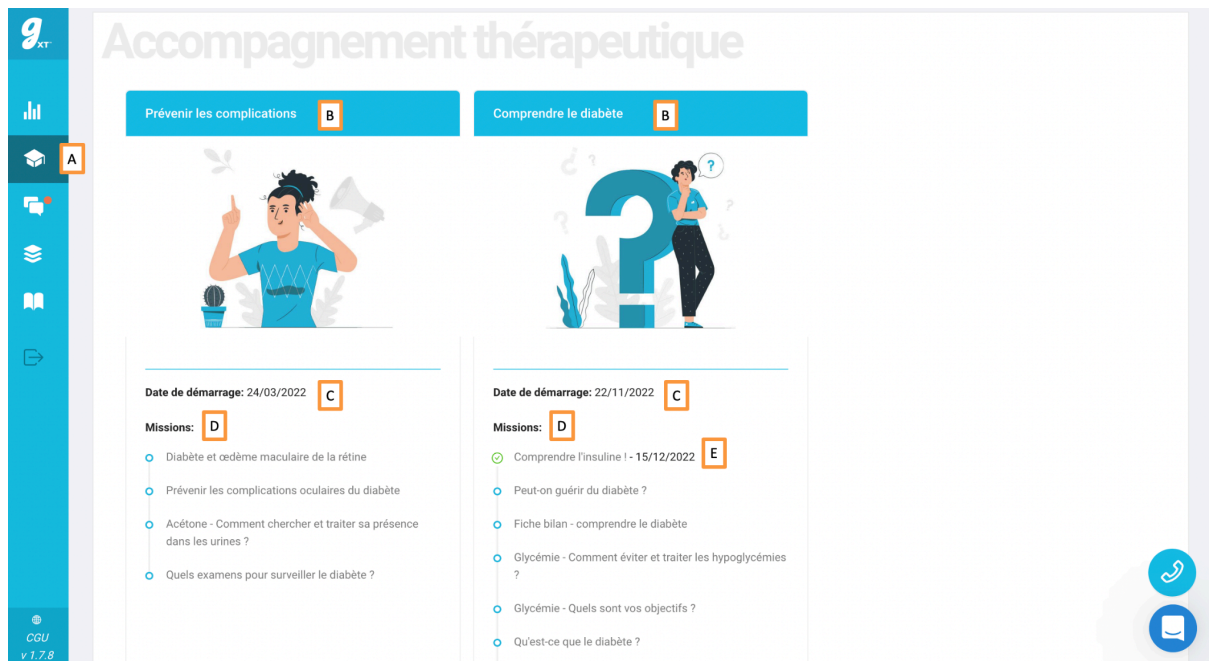 g XT
Accompagnement thérapeutique
Prévenir les complications B
Comprendre le diabète B
A
? ? ? ? ?
Date de démarrage: 24/03/2022 C
Missions: D
Diabète et œdème maculaire de la rétine
Prévenir les complications oculaires du diabète
Acétone - Comment chercher et traiter sa présence
dans les urines ?
Quels examens pour surveiller le diabète ?
Date de démarrage: 22/11/2022 C
Missions: D
Comprendre l'insuline ! - 15/12/2022 E
Peut-on guérir du diabète ?
Fiche bilan - comprendre le diabète
Glycémie - Comment éviter et traiter les hypoglycémies
?
Glycémie - Quels sont vos objectifs ?
Qu'est-ce que le diabète ?
CGU
v 1.7.8